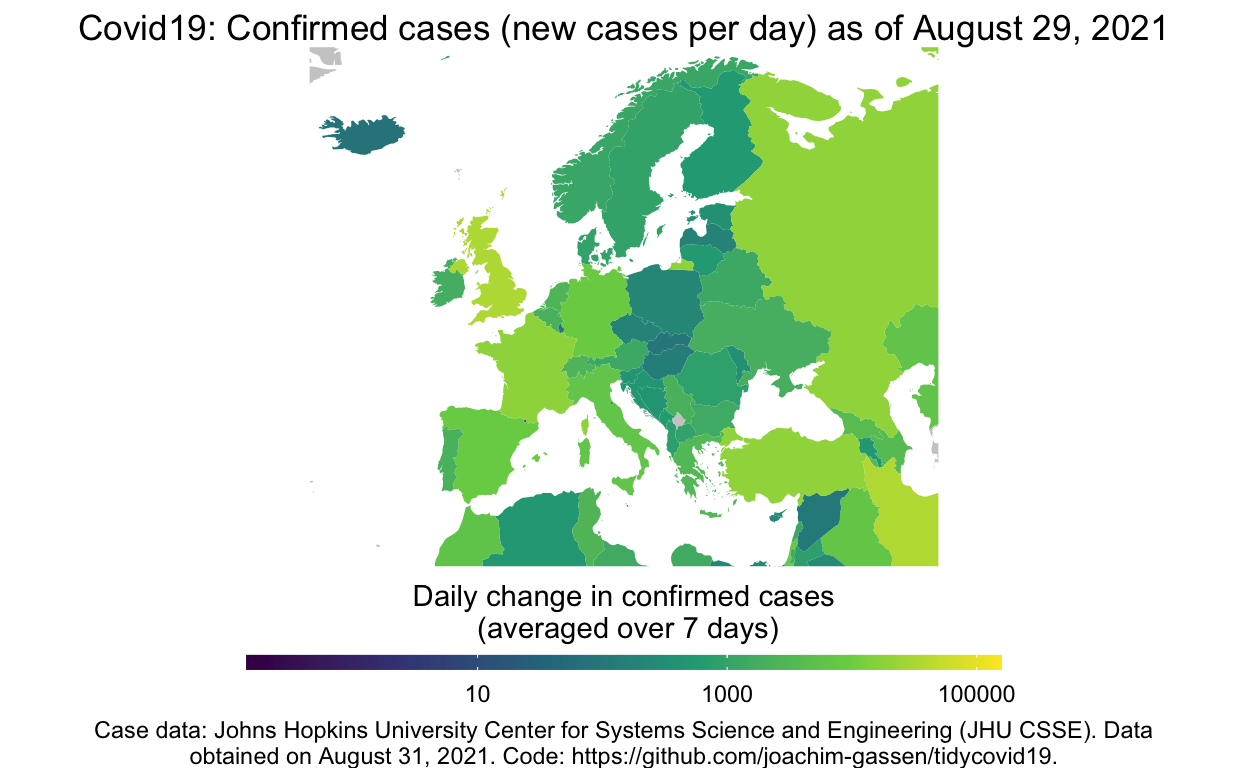 Covid19: Confirmed cases (new cases per day) as of August 29, 2021
Daily change in confirmed cases
(averaged over 7 days)
10 1000 100000
Case data: Johns Hopkins University Center for Systems Science and Engineering (JHU CSSE). Data
obtained on August 31, 2021. Code: https://github.com/joachim-gassen/tidycovid19.